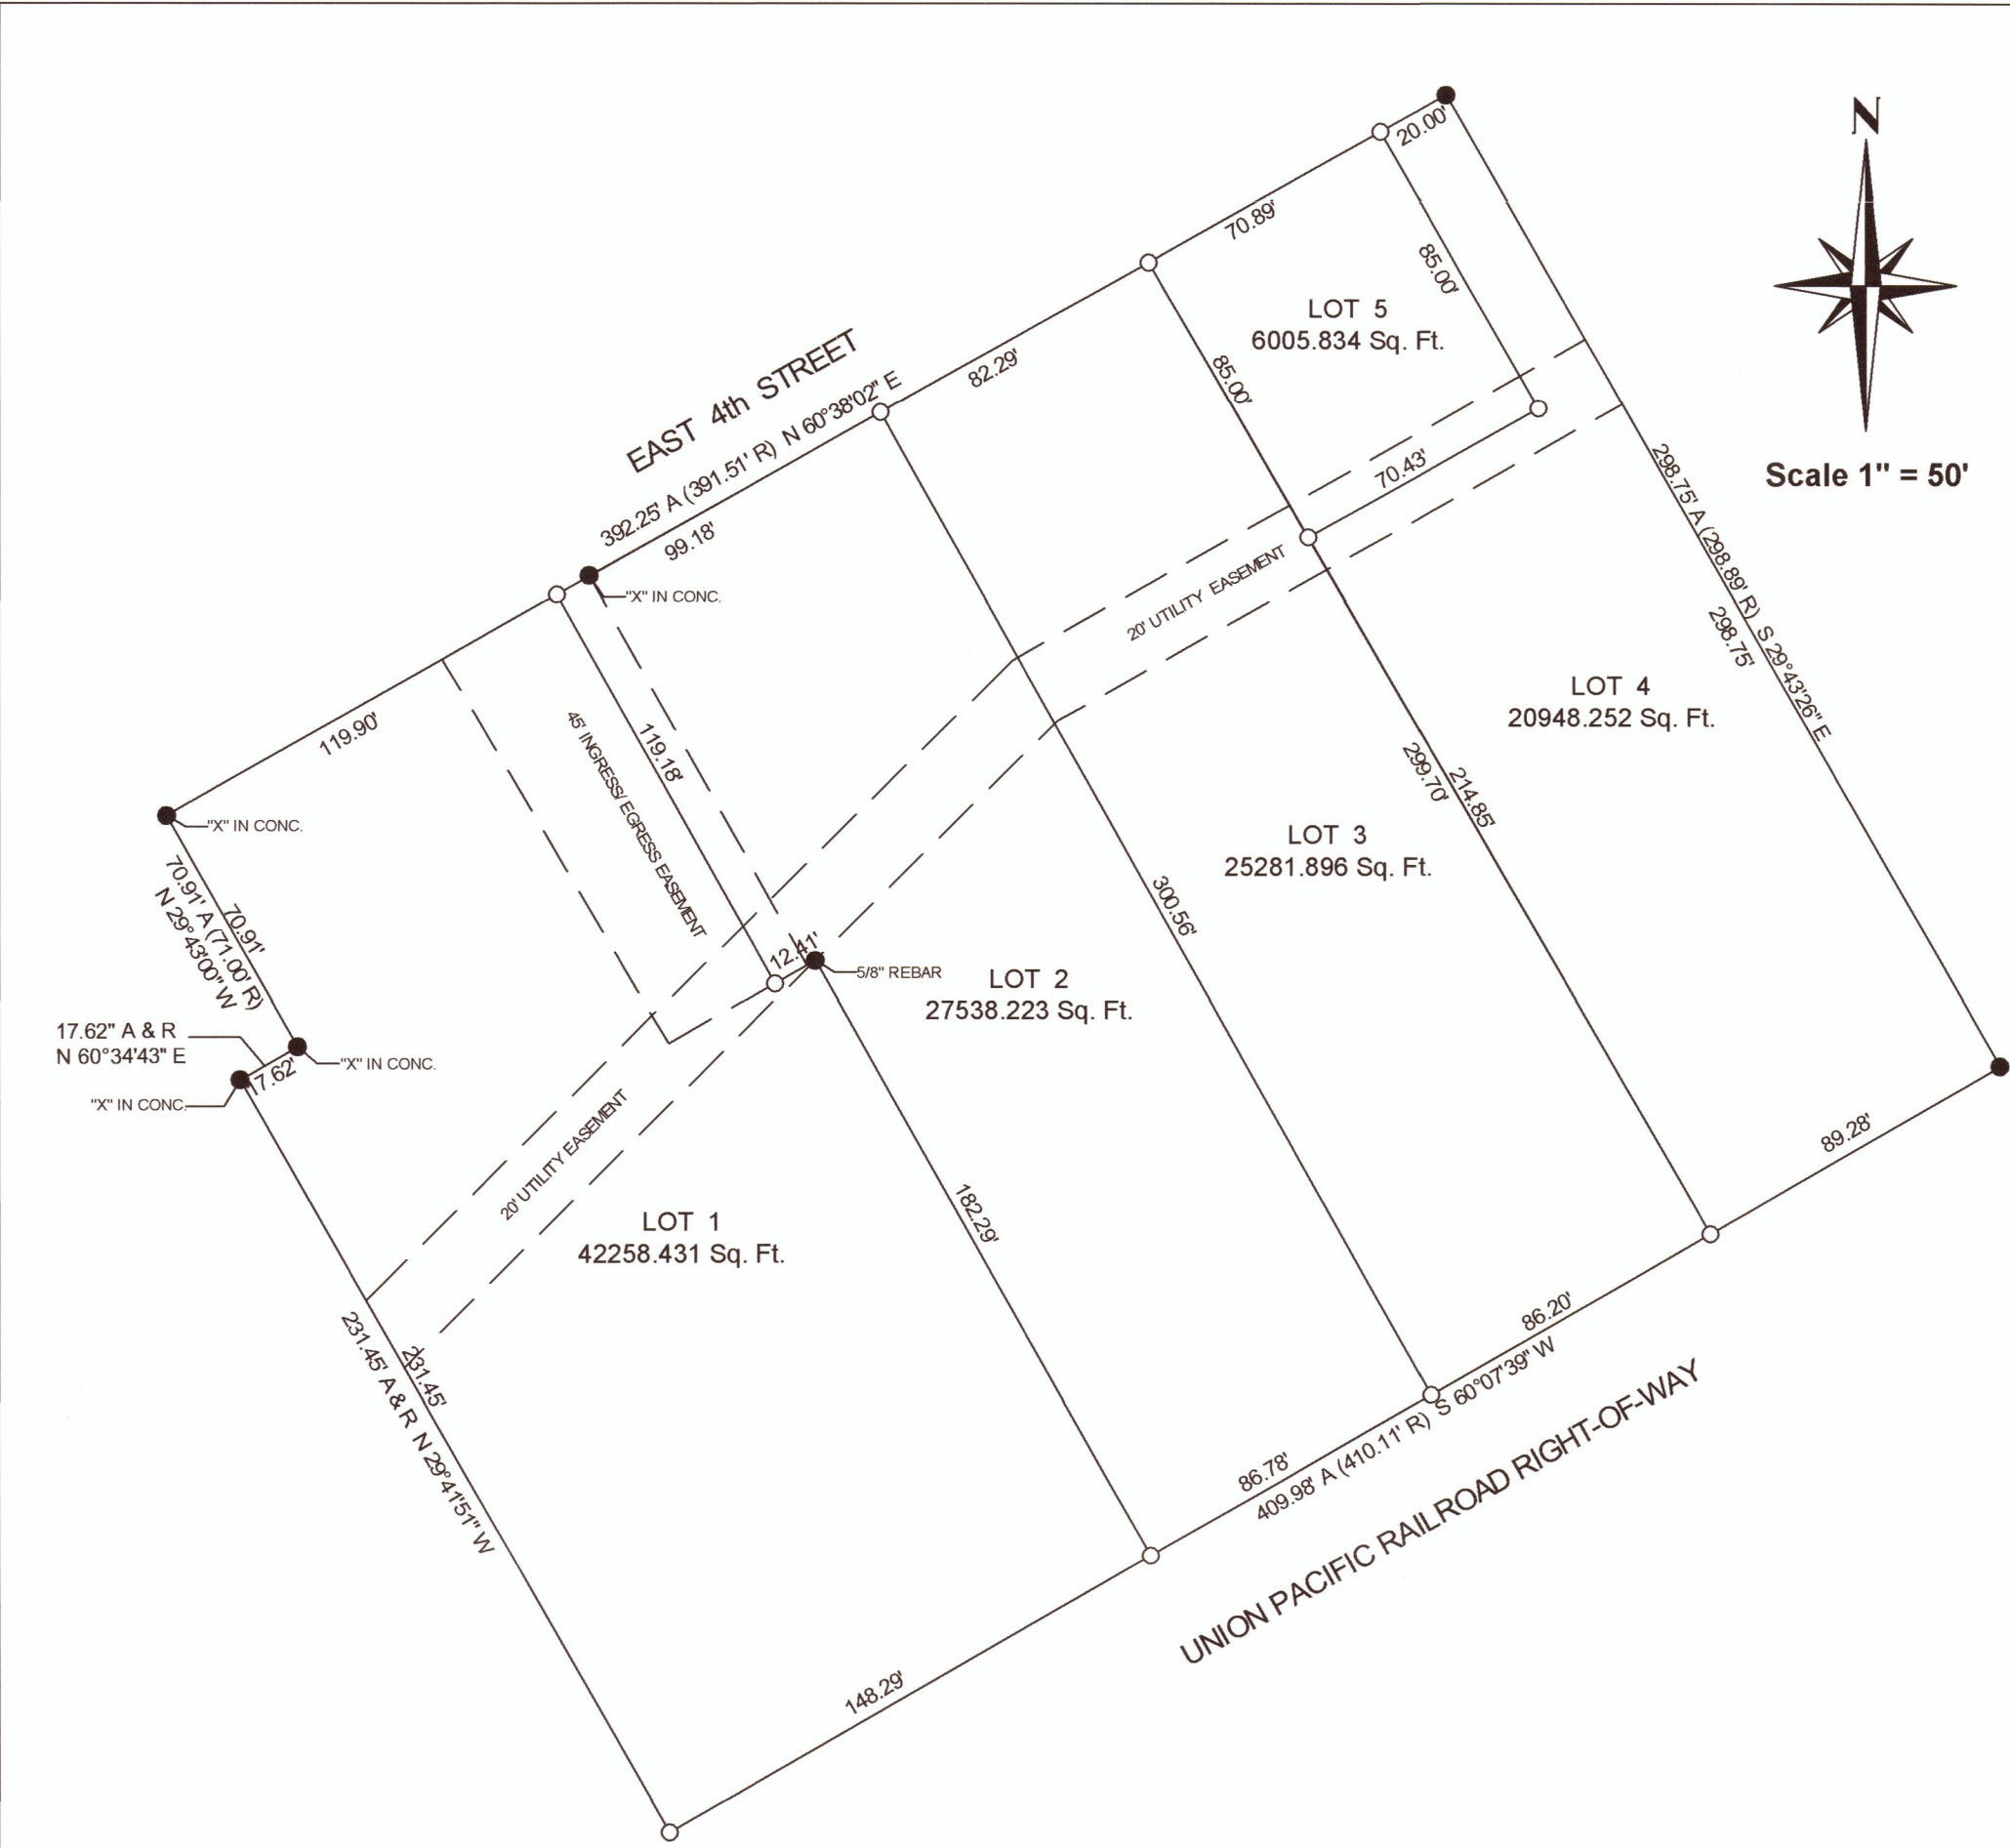 N
Scale 1" = 50'
20.00'
70.89'
85.00'
LOT 5
6005.834 Sq. Ft.
85.00'
70.43'
82.29'
EAST 4th STREET
392.25' A (391.51' R) N 60°38'02" E
99.18'
"X" IN CONC.
20' UTILITY EASEMENT
298.75' A (298.89' R) S 29°43'26" E
298.75'
LOT 4
20948.252 Sq. Ft.
119.90'
45' INGRESS/ EGRESS EASEMENT
119.18'
299.70'
214.85'
LOT 3
25281.896 Sq. Ft.
"X" IN CONC.
70.91'
70.91' A (71.00' R)
N 29°43'00" W
300.56'
12.41'
5/8" REBAR
LOT 2
27538.223 Sq. Ft.
17.62" A & R
N 60°34'43" E
17.62'
"X" IN CONC.
"X" IN CONC.
20' UTILITY EASEMENT
LOT 1
42258.431 Sq. Ft.
182.29'
89.28'
86.20'
231.45'
231.45' A & R N 29°41'51" W
86.78'
409.98' A (410.11' R) S 60°07'39" W
UNION PACIFIC RAILROAD RIGHT-OF-WAY
148.29'